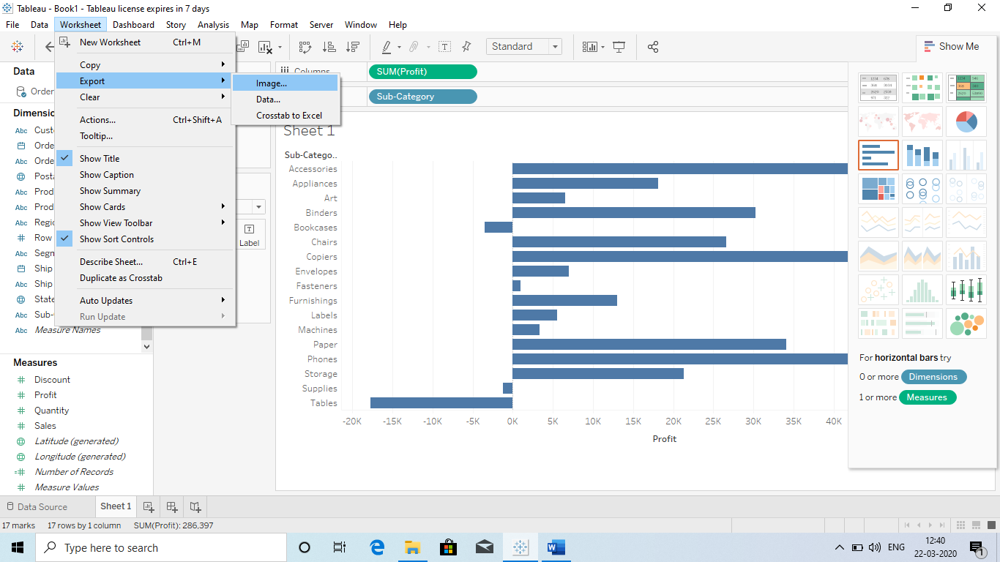 Tableau - Book1 - Tableau license expires in 7 days
File Data Worksheet Dashboard Story Analysis Map Format Server Window Help
Standard
Show Me
New Worksheet Ctrl+M
Copy
Export
Clear
Actions... Ctrl+Shift+A
Tooltip...
Show Title
Show Caption
Show Summary
Show Cards
Show View Toolbar
Show Sort Controls
Describe Sheet... Ctrl+E
Duplicate as Crosstab
Auto Updates
Run Update
Image...
Data...
Crosstab to Excel
Data
Order
Dimensio
Abc Custo
Orde
Abc Orde
Posta
Abc Prod
Abc Prod
Abc Regio
Row
Abc Segm
Ship
Abc Ship
State
Abc Sub-
Abc Measure Names
Measures
Discount
Profit
Quantity
Sales
Latitude (generated)
Longitude (generated)
Number of Records
Measure Values
Label
Columns SUM(Profit)
Sub-Category
Sheet 1
Sub-Catego..
Accessories
Appliances
Art
Binders
Bookcases
Chairs
Copiers
Envelopes
Fasteners
Furnishings
Labels
Machines
Paper
Phones
Storage
Supplies
Tables
-20K -15K -10K -5K 0K 5K 10K 15K 20K 25K 30K 35K 40K
Profit
For horizontal bars try
0 or more Dimensions
1 or more Measures
Data Source Sheet 1
17 marks 17 rows by 1 column SUM(Profit): 286,397
Type here to search
ENG
12:40
22-03-2020
1